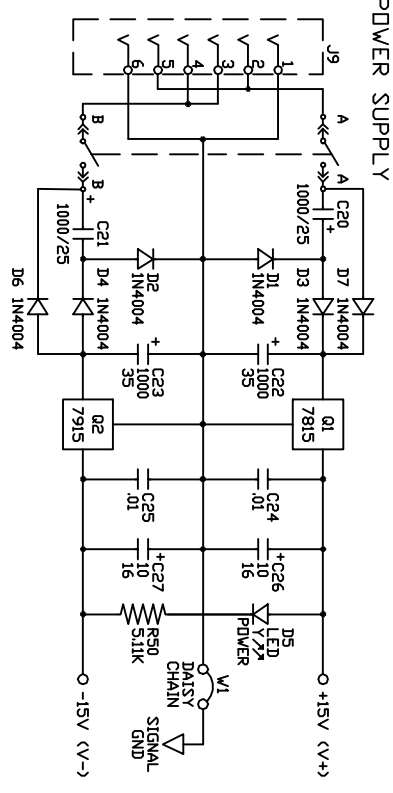 POWER SUPPLY
J9
1
2
3
4
5
6
A
A
B
B
C20
1000/25
+
D7
1N4004
D3
1N4004
D1
1N4004
D2
1N4004
+
C21
1000/25
D4
1N4004
D6 1N4004
+
C22
1000
35
+
C23
1000
35
Q1
7815
Q2
7915
C24
.01
C25
.01
+
C26
10
16
+
C27
10
16
D5
LED
Y
POWER
R50
5.11K
W1
DAISY
CHAIN
SIGNAL
GND
+15V (V+)
-15V (V-)